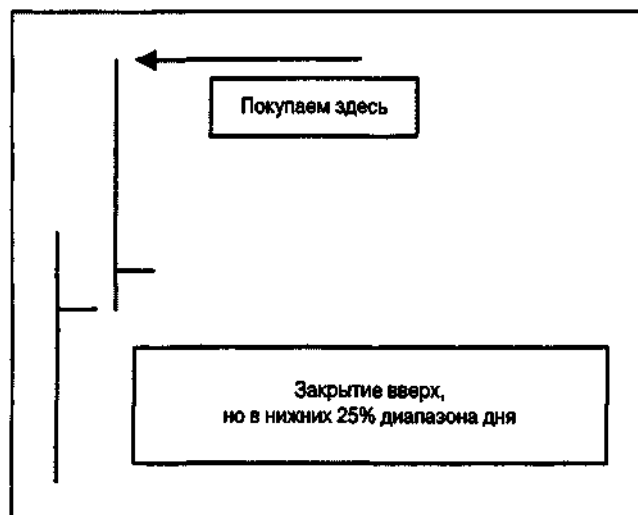 Покупаем здесь
Закрытие вверх,
но в нижних 25% диапазона дня